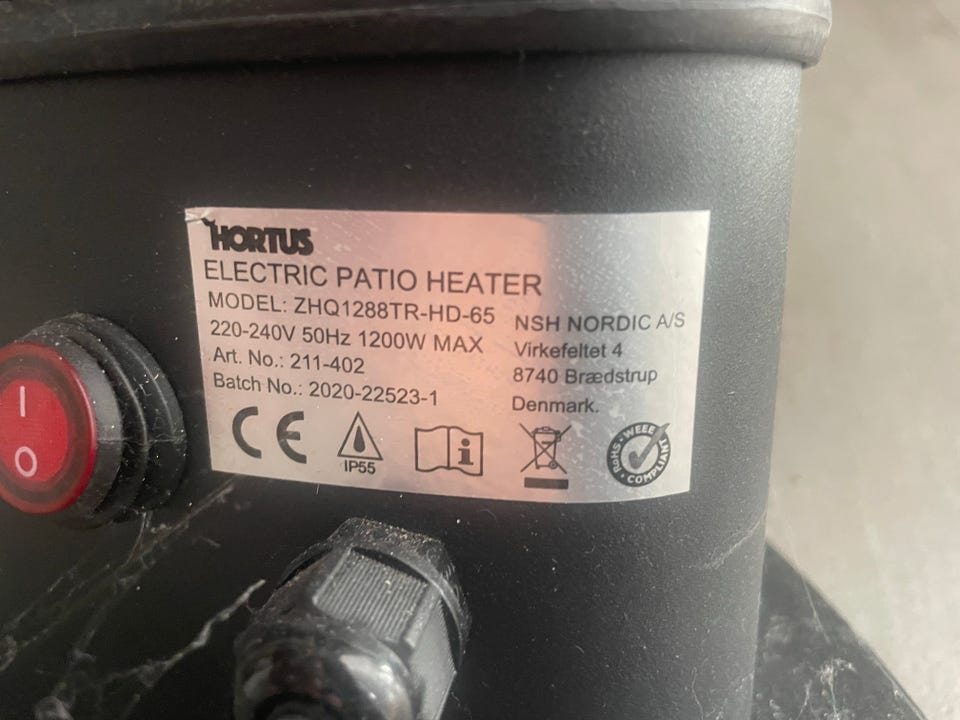 HORTUS
ELECTRIC PATIO HEATER
MODEL: ZHQ1288TR-HD-65
220-240V 50Hz 1200W MAX
Art. No.: 211-402
Batch No.: 2020-22523-1
NSH NORDIC A/S
Virkefeltet 4
8740 Brædstrup
Denmark.
CE
IP55
i
RoHS • WEEE
COMPLIANT
I
O